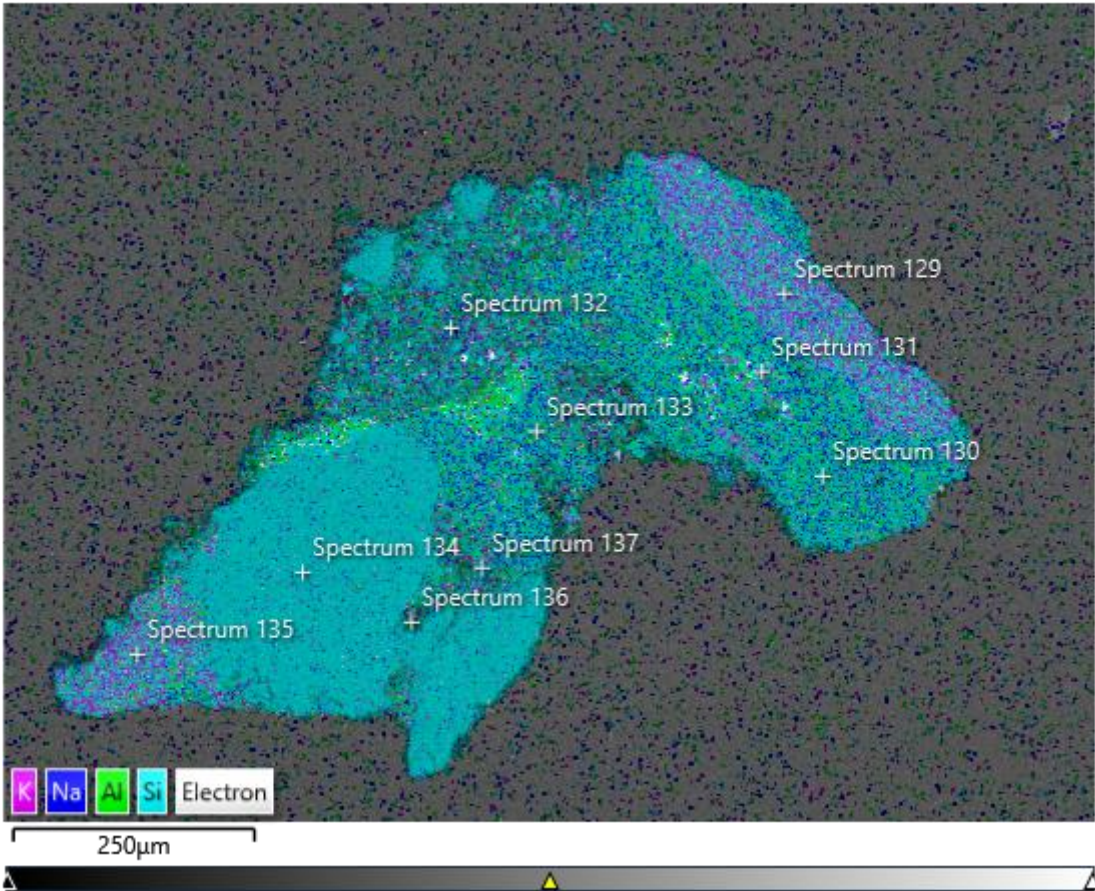 Spectrum 129
Spectrum 132
Spectrum 131
Spectrum 133
Spectrum 130
Spectrum 134
Spectrum 137
Spectrum 136
Spectrum 135
K Na Al Si Electron
250µm